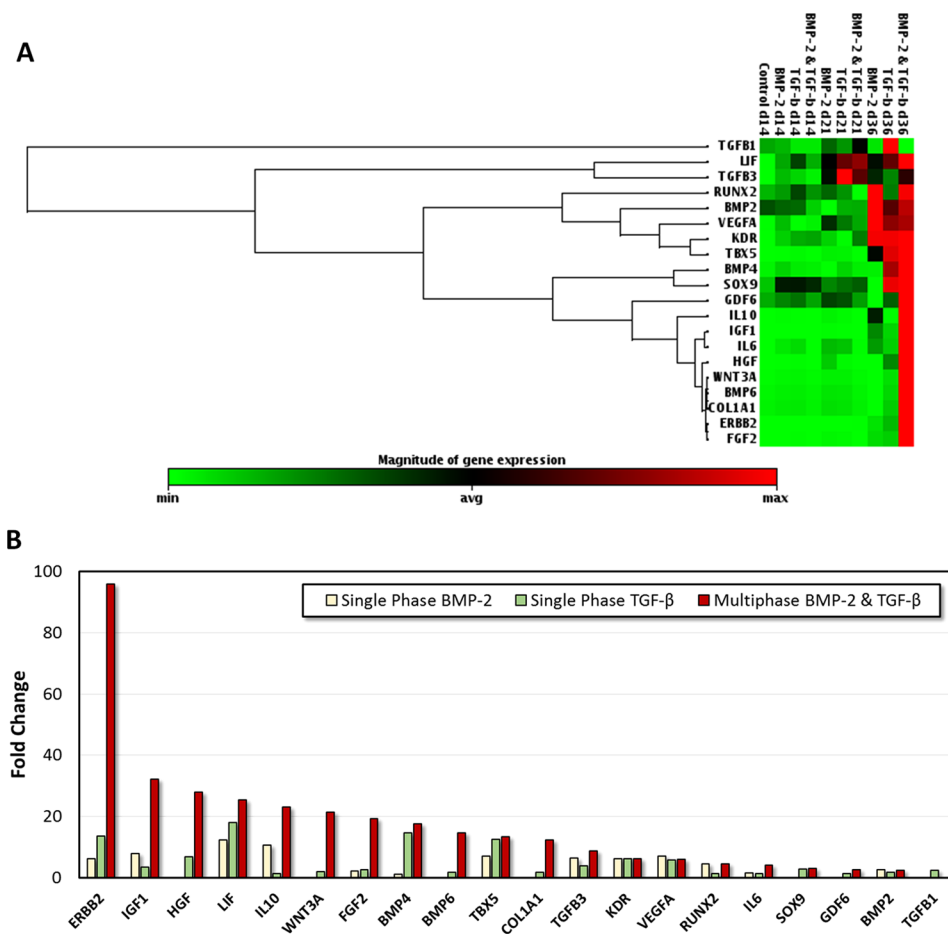 A
Control d14
BMP-2 d14
TGF-b d14
BMP-2 & TGF-b d14
BMP-2 d21
TGF-b d21
BMP-2 & TGF-b d21
BMP-2 d36
TGF-b d36
BMP-2 & TGF-b d36
TGFB1
LIF
TGFB3
RUNX2
BMP2
VEGFA
KDR
TBX5
BMP4
SOX9
GDF6
IL10
IGF1
IL6
HGF
WNT3A
BMP6
COL1A1
ERBB2
FGF2
Magnitude of gene expression
min avg max
B
Fold Change
100
80
60
40
20
0
Single Phase BMP-2 Single Phase TGF-β Multiphase BMP-2 & TGF-β
ERBB2
IGF1
HGF
LIF
IL10
WNT3A
FGF2
BMP4
BMP6
TBX5
COL1A1
TGFB3
KDR
VEGFA
RUNX2
IL6
SOX9
GDF6
BMP2
TGFB1